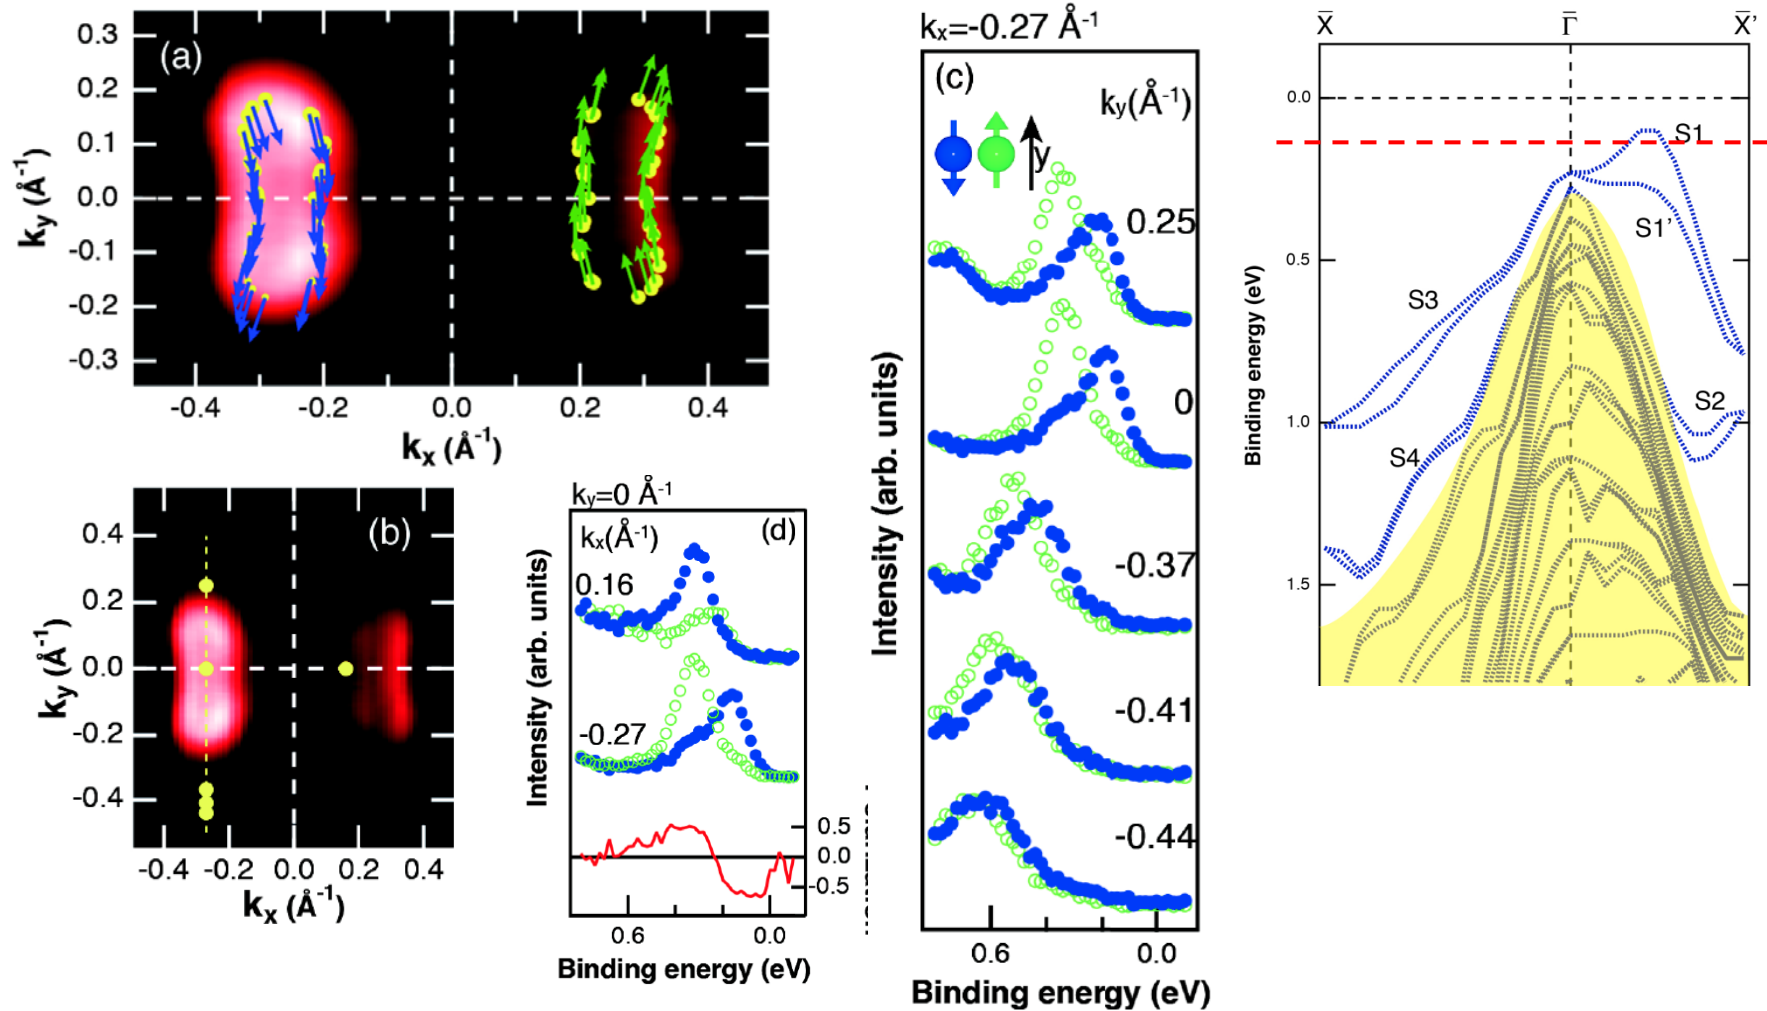 (a)
0.3
0.2
0.1
0.0
-0.1
-0.2
-0.3
k_y (Å⁻¹)
-0.4
-0.2
0.0
0.2
0.4
k_x (Å⁻¹)
(b)
0.4
0.2
0.0
-0.2
-0.4
k_y (Å⁻¹)
-0.4
-0.2
0.0
0.2
0.4
k_x (Å⁻¹)
k_y=0 Å⁻¹
k_x(Å⁻¹)
(d)
0.16
-0.27
Intensity (arb. units)
0.5
0.0
-0.5
0.6
0.0
Binding energy (eV)
k_x=-0.27 Å⁻¹
(c)
k_y(Å⁻¹)
y
0.25
0
-0.37
-0.41
-0.44
Intensity (arb. units)
0.6
0.0
Binding energy (eV)
X̅
Γ̅
X̅'
0.0
0.5
1.0
1.5
Binding energy (eV)
S1
S1'
S2
S3
S4